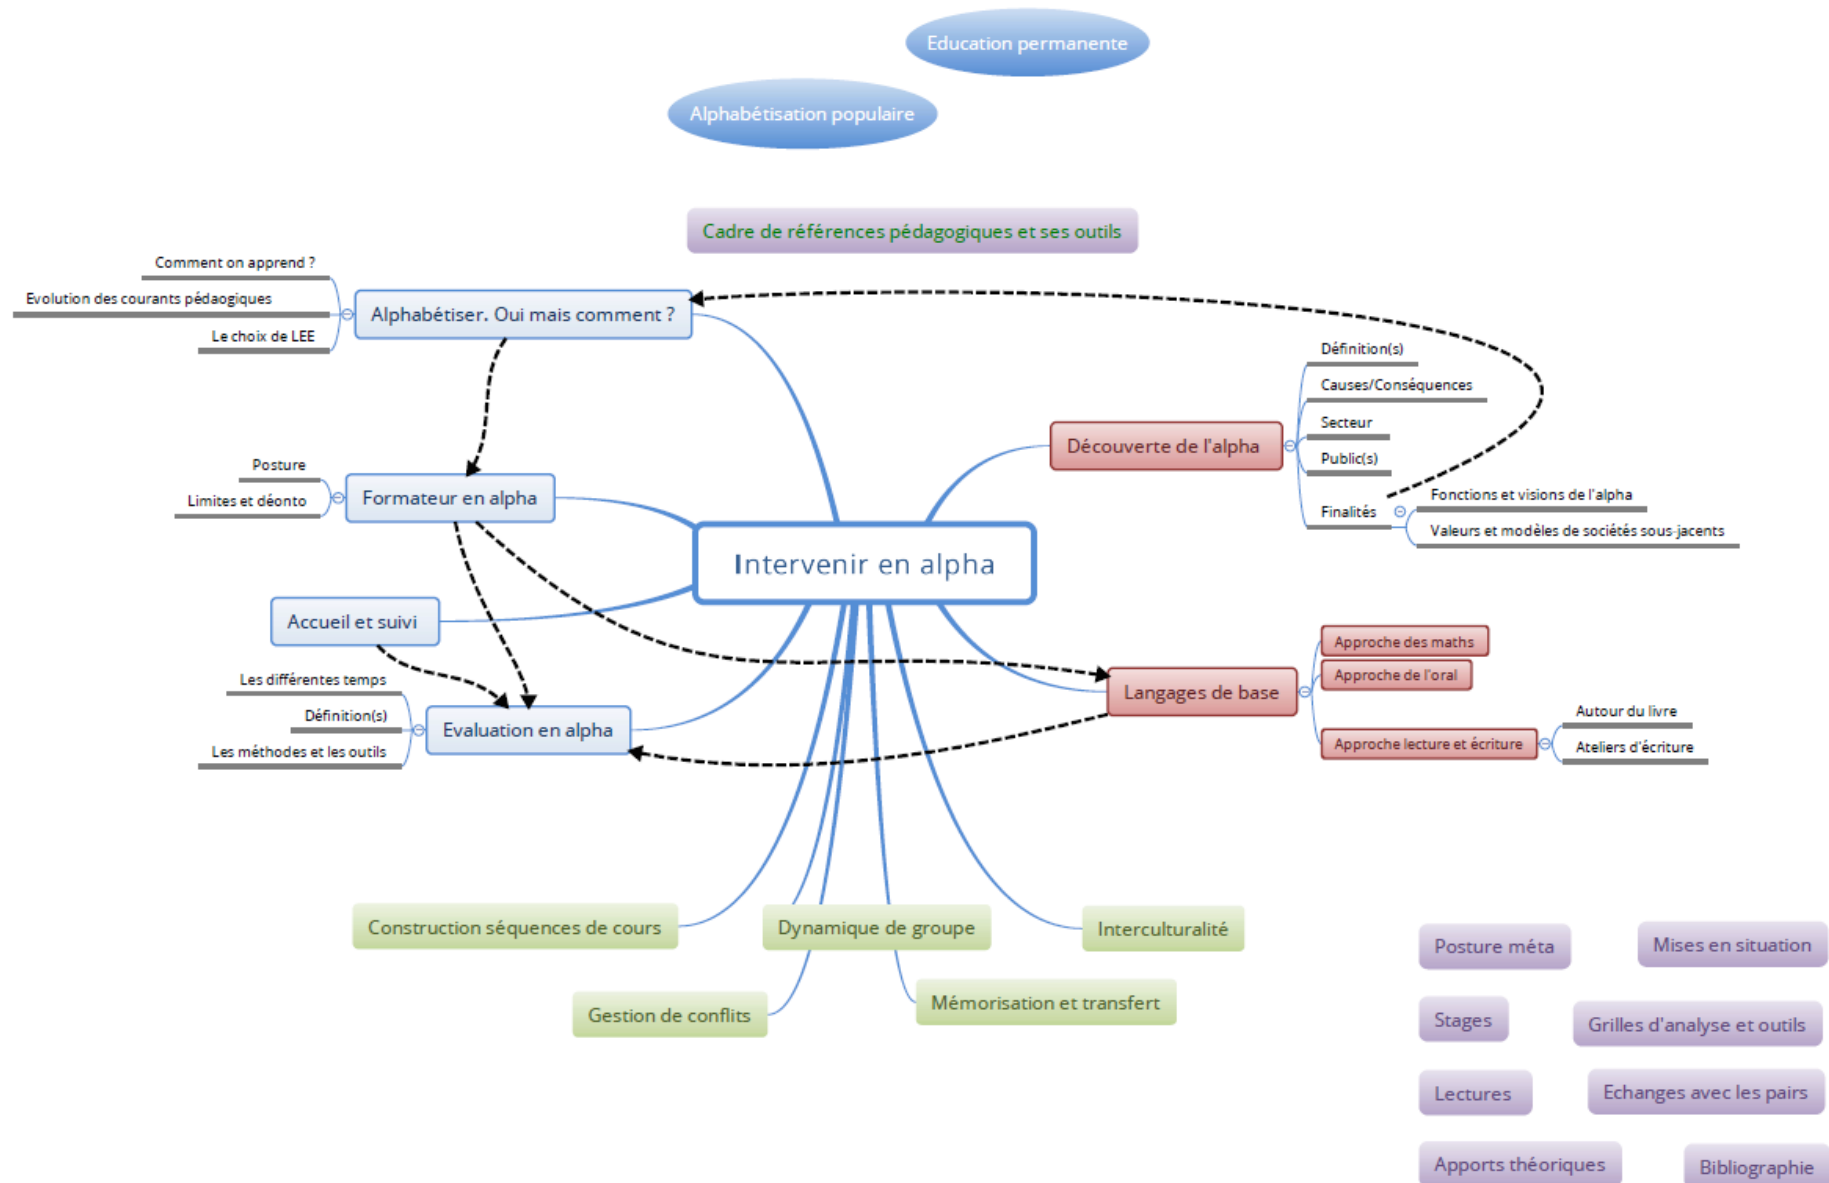 Education permanente
Alphabétisation populaire
Cadre de références pédagogiques et ses outils
Comment on apprend ?
Evolution des courants pédaogiques
Le choix de LEE
Alphabétiser. Oui mais comment ?
Définition(s)
Causes/Conséquences
Secteur
Public(s)
Finalités
Fonctions et visions de l'alpha
Valeurs et modèles de sociétés sous-jacents
Découverte de l'alpha
Posture
Limites et déonto
Formateur en alpha
Intervenir en alpha
Accueil et suivi
Les différentes temps
Définition(s)
Les méthodes et les outils
Evaluation en alpha
Langages de base
Approche des maths
Approche de l'oral
Approche lecture et écriture
Autour du livre
Ateliers d'écriture
Construction séquences de cours
Dynamique de groupe
Interculturalité
Gestion de conflits
Mémorisation et transfert
Posture méta
Mises en situation
Stages
Grilles d'analyse et outils
Lectures
Echanges avec les pairs
Apports théoriques
Bibliographie